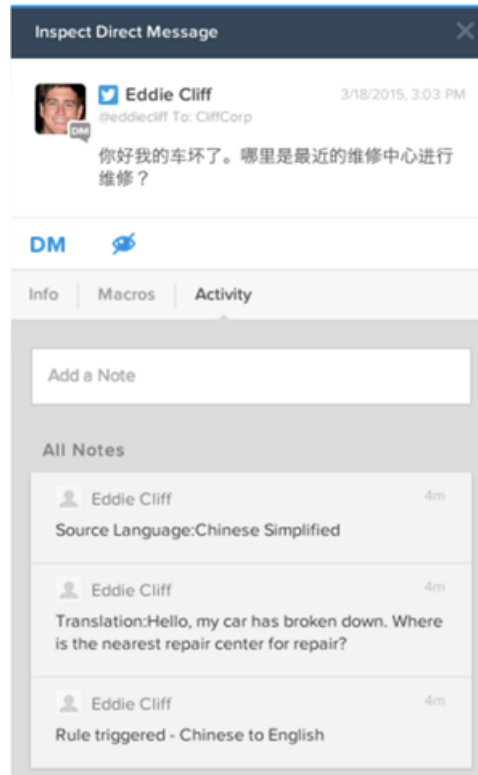 Inspect Direct Message
Eddie Cliff
3/18/2015, 3:03 PM
@eddiecliff To: CliffCorp
DM
你好我的车坏了。哪里是最近的维修中心进行
维修？
DM
Info
Macros
Activity
Add a Note
All Notes
Eddie Cliff
4m
Source Language:Chinese Simplified
Eddie Cliff
4m
Translation:Hello, my car has broken down. Where
is the nearest repair center for repair?
Eddie Cliff
4m
Rule triggered - Chinese to English